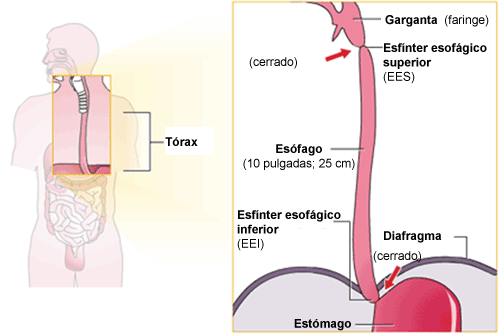 Tórax
Garganta (faringe)
Esfínter esofágico
superior
(EES)
(cerrado)
Esófago
(10 pulgadas; 25 cm)
Esfínter esofágico
inferior
(EEI)
Diafragma
(cerrado)
Estómago